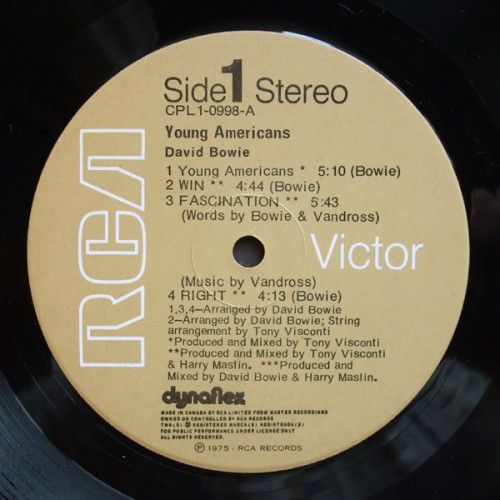 Side 1 Stereo
CPL1-0998-A
Young Americans
David Bowie
1 Young Americans * 5:10 (Bowie)
2 WIN ** 4:44 (Bowie)
3 FASCINATION ** 5:43
(Words by Bowie & Vandross)
RCA
Victor
(Music by Vandross)
4 RIGHT ** 4:13 (Bowie)
1,3,4—Arranged by David Bowie
2—Arranged by David Bowie; String
arrangement by Tony Visconti
*Produced and Mixed by Tony Visconti
**Produced and Mixed by Tony Visconti
& Harry Maslin. ***Produced and
Mixed by David Bowie & Harry Maslin.
dynaflex
MADE IN CANADA BY RCA LIMITED FROM MASTER RECORDINGS
OWNED OR CONTROLLED BY RCA RECORDS
TMK(S) ® REGISTERED MARCA(S) REGISTRADA(S)
FOR PUBLIC PERFORMANCE UNDER LICENSE ONLY
ALL RIGHTS RESERVED
℗ 1975 - RCA RECORDS